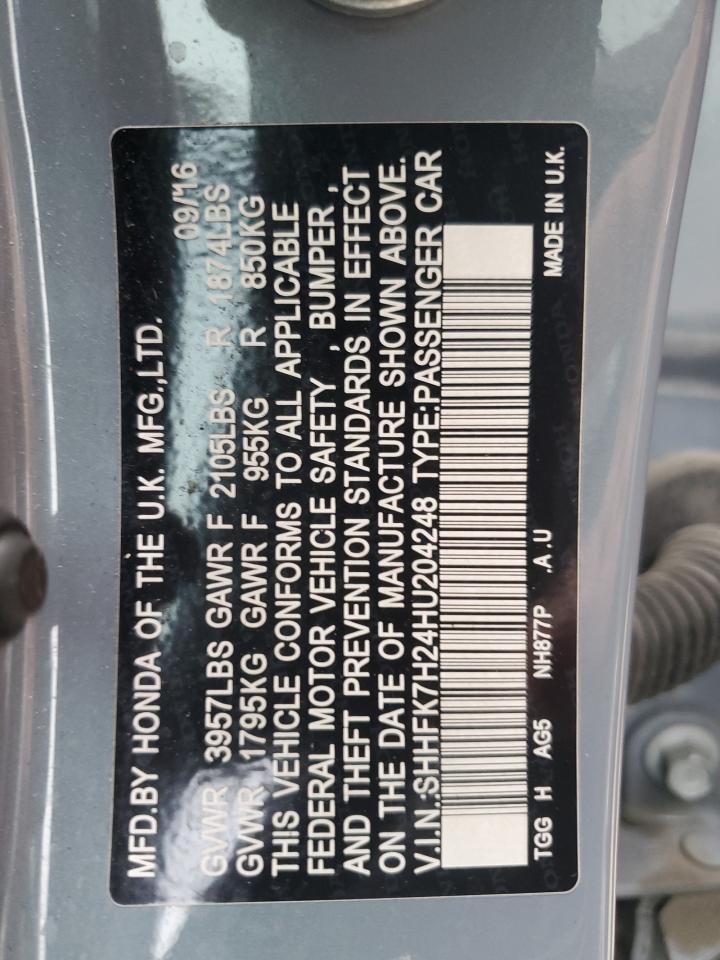 MFD.BY HONDA OF THE U.K. MFG.,LTD. 09/16
GVWR 3957LBS GAWR F 2105LBS R 1874LBS
GVWR 1795KG GAWR F 955KG R 850KG
THIS VEHICLE CONFORMS TO ALL APPLICABLE
FEDERAL MOTOR VEHICLE SAFETY , BUMPER ,
AND THEFT PREVENTION STANDARDS IN EFFECT
ON THE DATE OF MANUFACTURE SHOWN ABOVE.
V.I.N.:SHHFK7H24HU204248 TYPE:PASSENGER CAR
TGG H AG5 NH877P .A.U MADE IN U.K.